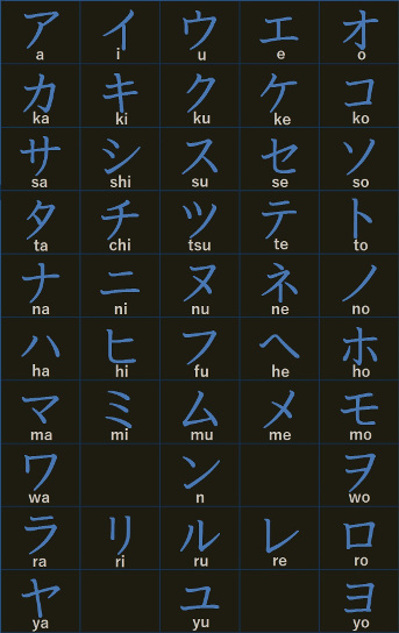 ア イ ウ エ オ
a i u e o
カ キ ク ケ コ
ka ki ku ke ko
サ シ ス セ ソ
sa shi su se so
タ チ ツ テ ト
ta chi tsu te to
ナ ニ ヌ ネ ノ
na ni nu ne no
ハ ヒ フ ヘ ホ
ha hi fu he ho
マ ミ ム メ モ
ma mi mu me mo
ワ ン ヲ
wa n wo
ラ リ ル レ ロ
ra ri ru re ro
ヤ ユ ヨ
ya yu yo